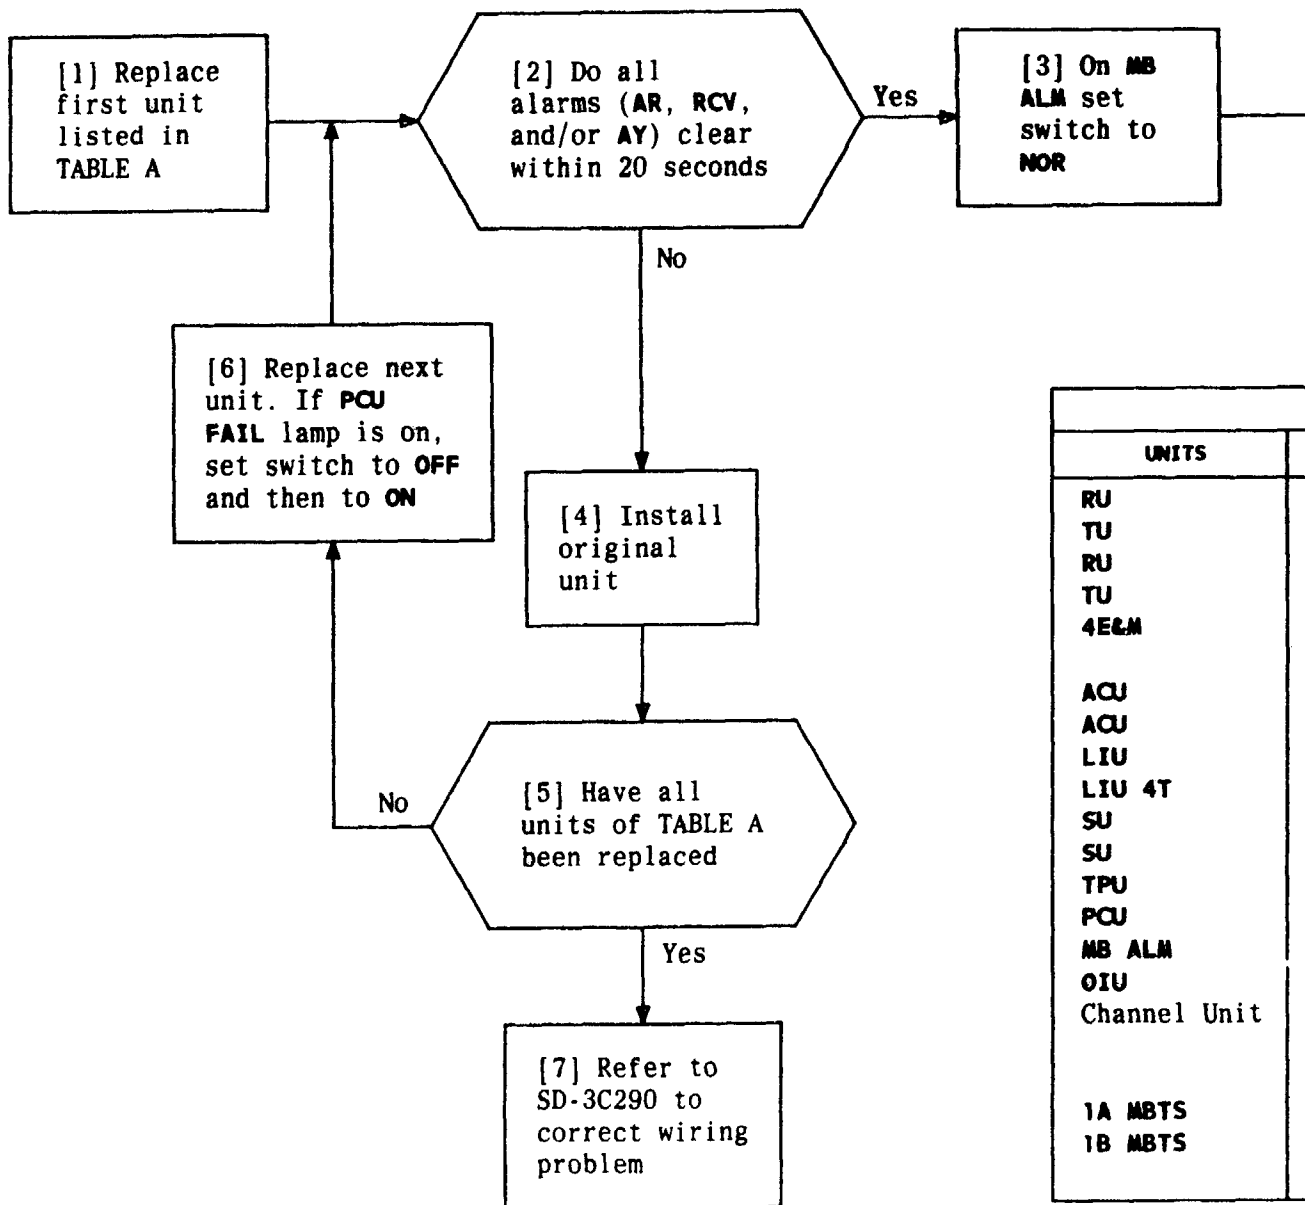 [1] Replace
first unit
listed in
TABLE A
[2] Do all
alarms (AR, RCV,
and/or AY) clear
within 20 seconds
Yes
[3] On MB
ALM set
switch to
NOR
No
[6] Replace next
unit. If PCU
FAIL lamp is on,
set switch to OFF
and then to ON
[4] Install
original
unit
No
[5] Have all
units of TABLE A
been replaced
Yes
[7] Refer to
SD-3C290 to
correct wiring
problem
UNITS
RU
TU
RU
TU
4E&M
ACU
ACU
LIU
LIU 4T
SU
SU
TPU
PCU
MB ALM
OIU
Channel Unit
1A MBTS
1B MBTS